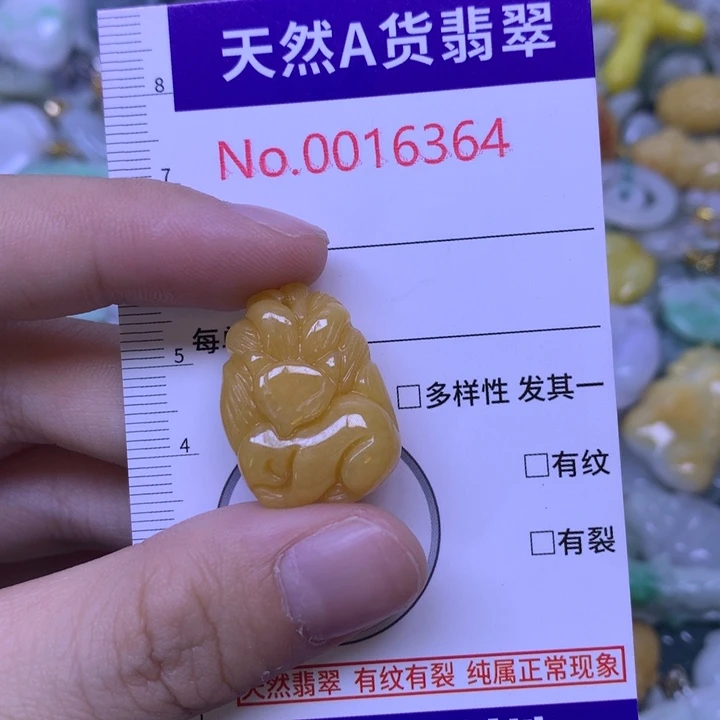 天然A货翡翠
8
No.0016364
7
每
5
□多样性 发其一
4
□有纹
□有裂
天然翡翠 有纹有裂 纯属正常现象